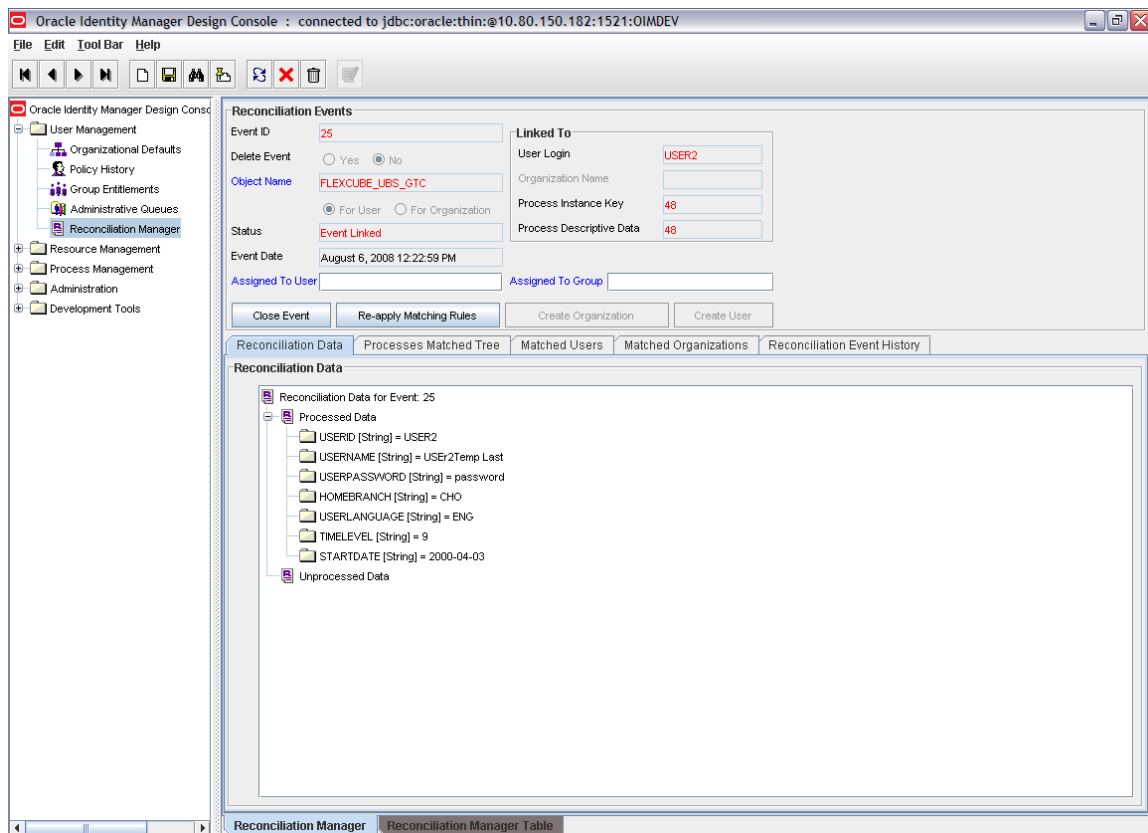 Oracle Identity Manager Design Console : connected to jdbc:oracle:thin:@10.80.150.182:1521:OIMDEV
File Edit Tool Bar Help
Oracle Identity Manager Design Conso
User Management
Organizational Defaults
Policy History
Group Entitlements
Administrative Queues
Reconciliation Manager
Resource Management
Process Management
Administration
Development Tools
Reconciliation Events
Event ID 25
Delete Event Yes No
Object Name FLEXCUBE_UBS_GTC
For User For Organization
Status Event Linked
Event Date August 6, 2008 12:22:59 PM
Linked To
User Login USER2
Organization Name
Process Instance Key 48
Process Descriptive Data 48
Assigned To User Assigned To Group
Close Event Re-apply Matching Rules Create Organization Create User
Reconciliation Data Processes Matched Tree Matched Users Matched Organizations Reconciliation Event History
Reconciliation Data
Reconciliation Data for Event: 25
Processed Data
USERID [String] = USER2
USERNAME [String] = USEr2Temp Last
USERPASSWORD [String] = password
HOMEBRANCH [String] = CHO
USERLANGUAGE [String] = ENG
TIMELEVEL [String] = 9
STARTDATE [String] = 2000-04-03
Unprocessed Data
Reconciliation Manager Reconciliation Manager Table